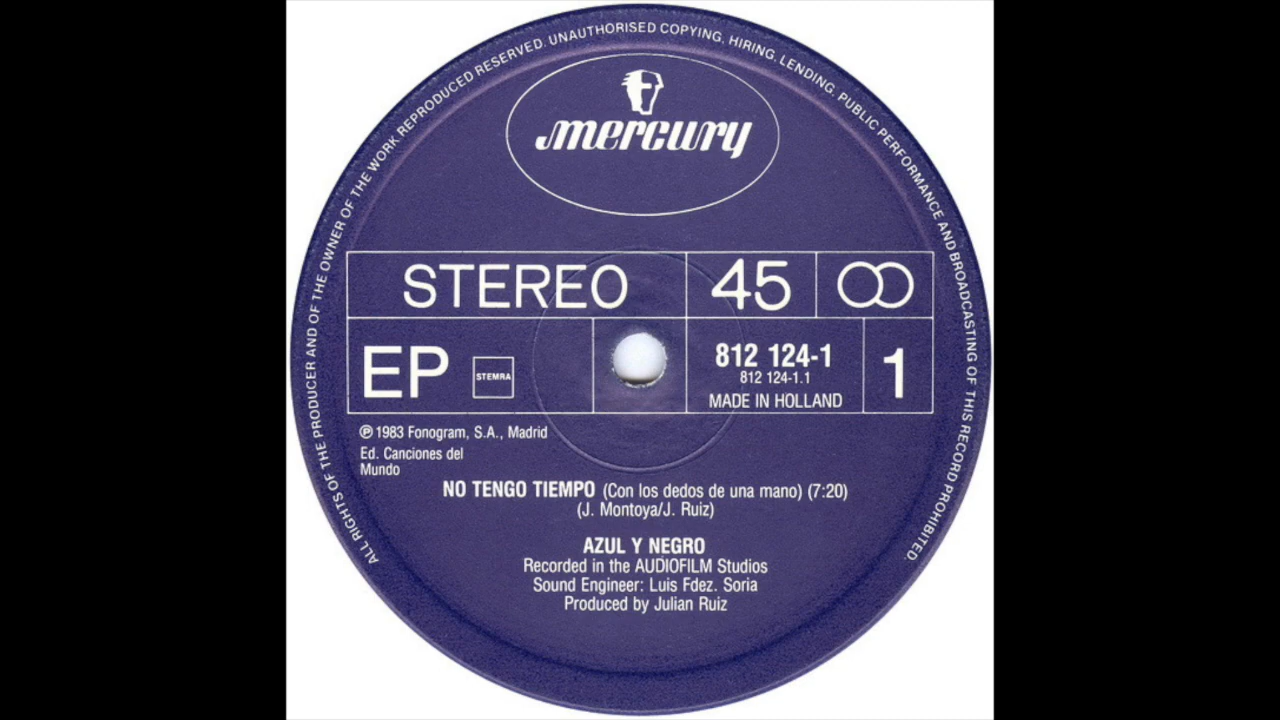 ALL RIGHTS OF THE PRODUCER AND OF THE OWNER OF THE WORK REPRODUCED RESERVED. UNAUTHORISED COPYING, HIRING, LENDING, PUBLIC PERFORMANCE AND BROADCASTING OF THIS RECORD PROHIBITED.
mercury
STEREO 45
EP STEMRA 812 124-1 1
812 124-1.1
MADE IN HOLLAND
℗ 1983 Fonogram, S.A., Madrid
Ed. Canciones del
Mundo
NO TENGO TIEMPO (Con los dedos de una mano) (7:20)
(J. Montoya/J. Ruiz)
AZUL Y NEGRO
Recorded in the AUDIOFILM Studios
Sound Engineer: Luis Fdez. Soria
Produced by Julian Ruiz